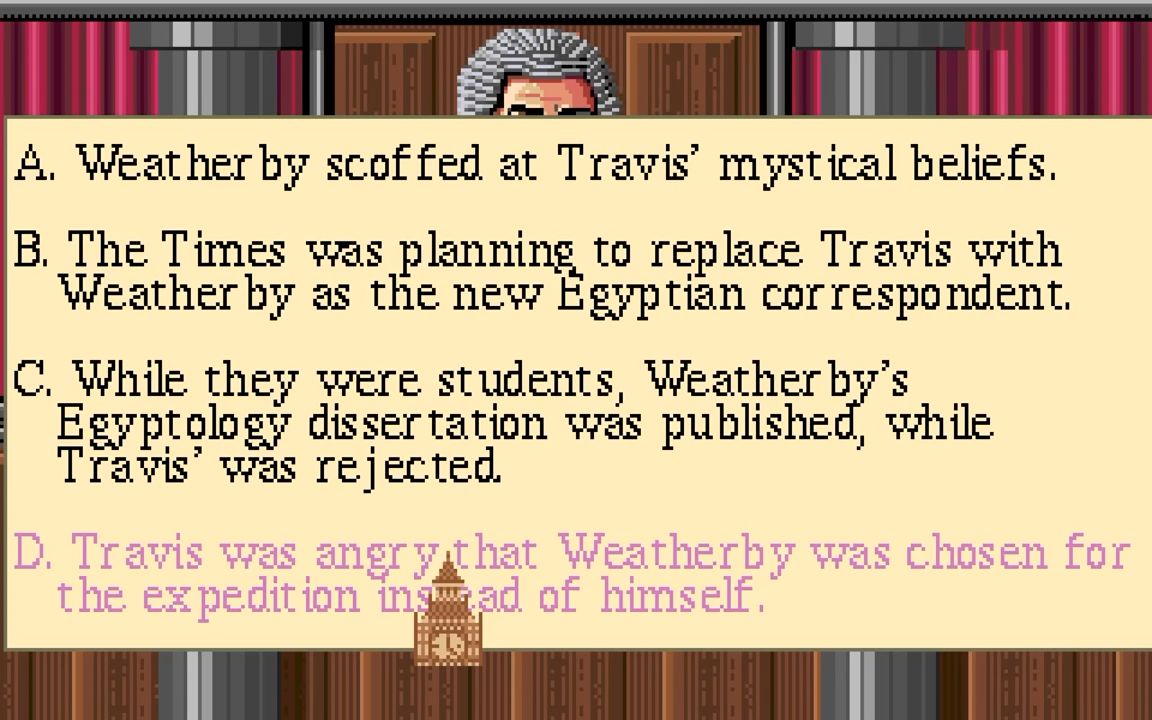 A. Weatherby scoffed at Travis' mystical beliefs.
B. The Times was planning to replace Travis with
Weatherby as the new Egyptian correspondent.
C. While they were students, Weatherby's
Egyptology dissertation was published, while
Travis' was rejected.
D. Travis was angry that Weatherby was chosen for
the expedition instead of himself.